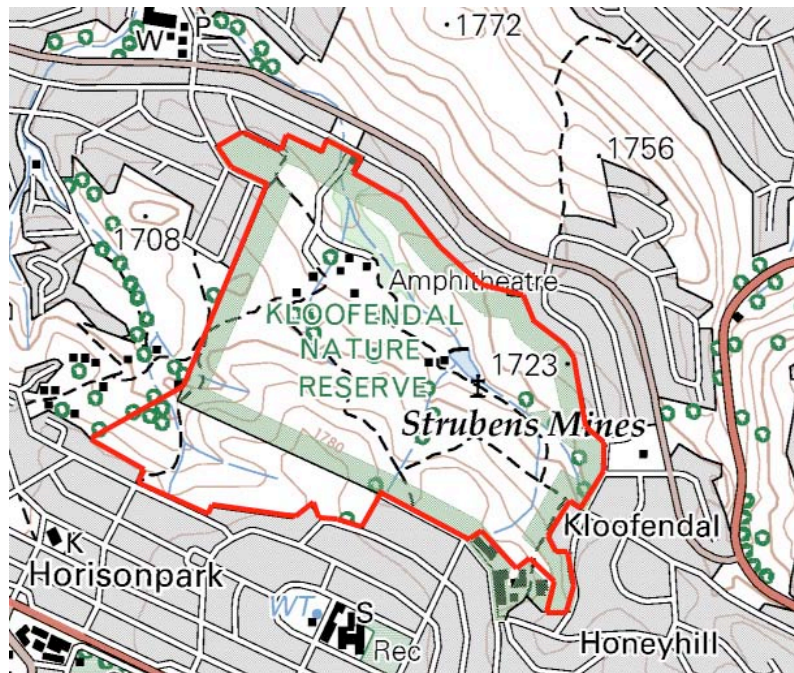 1772
W
P
1756
1708
Amphitheatre
KLOOFENDAL
NATURE
RESERVE
1723
Strubens Mines
1780
Kloofendal
K
Horisonpark
WT
S
Rec
Honeyhill